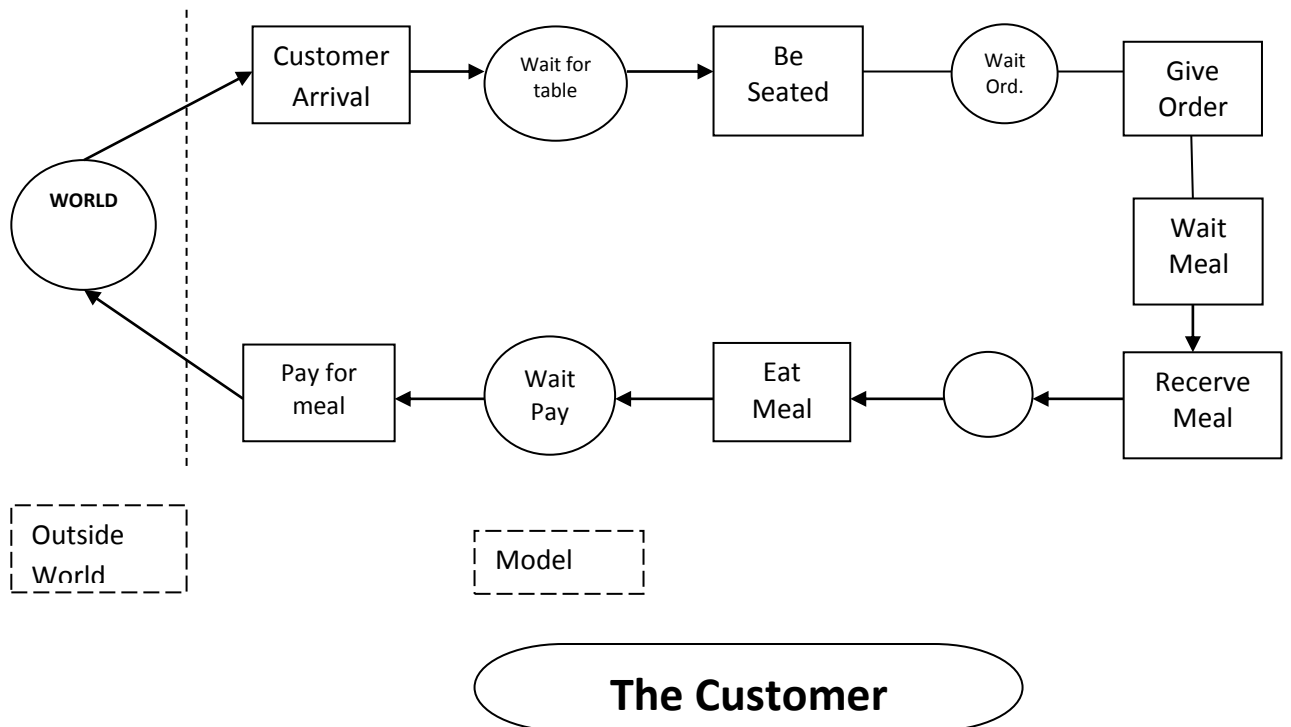 Customer
Arrival
Wait for
table
Be
Seated
Wait
Ord.
Give
Order
WORLD
Wait
Meal
Recerve
Meal
Eat
Meal
Wait
Pay
Pay for
meal
Outside
World
Model
The Customer